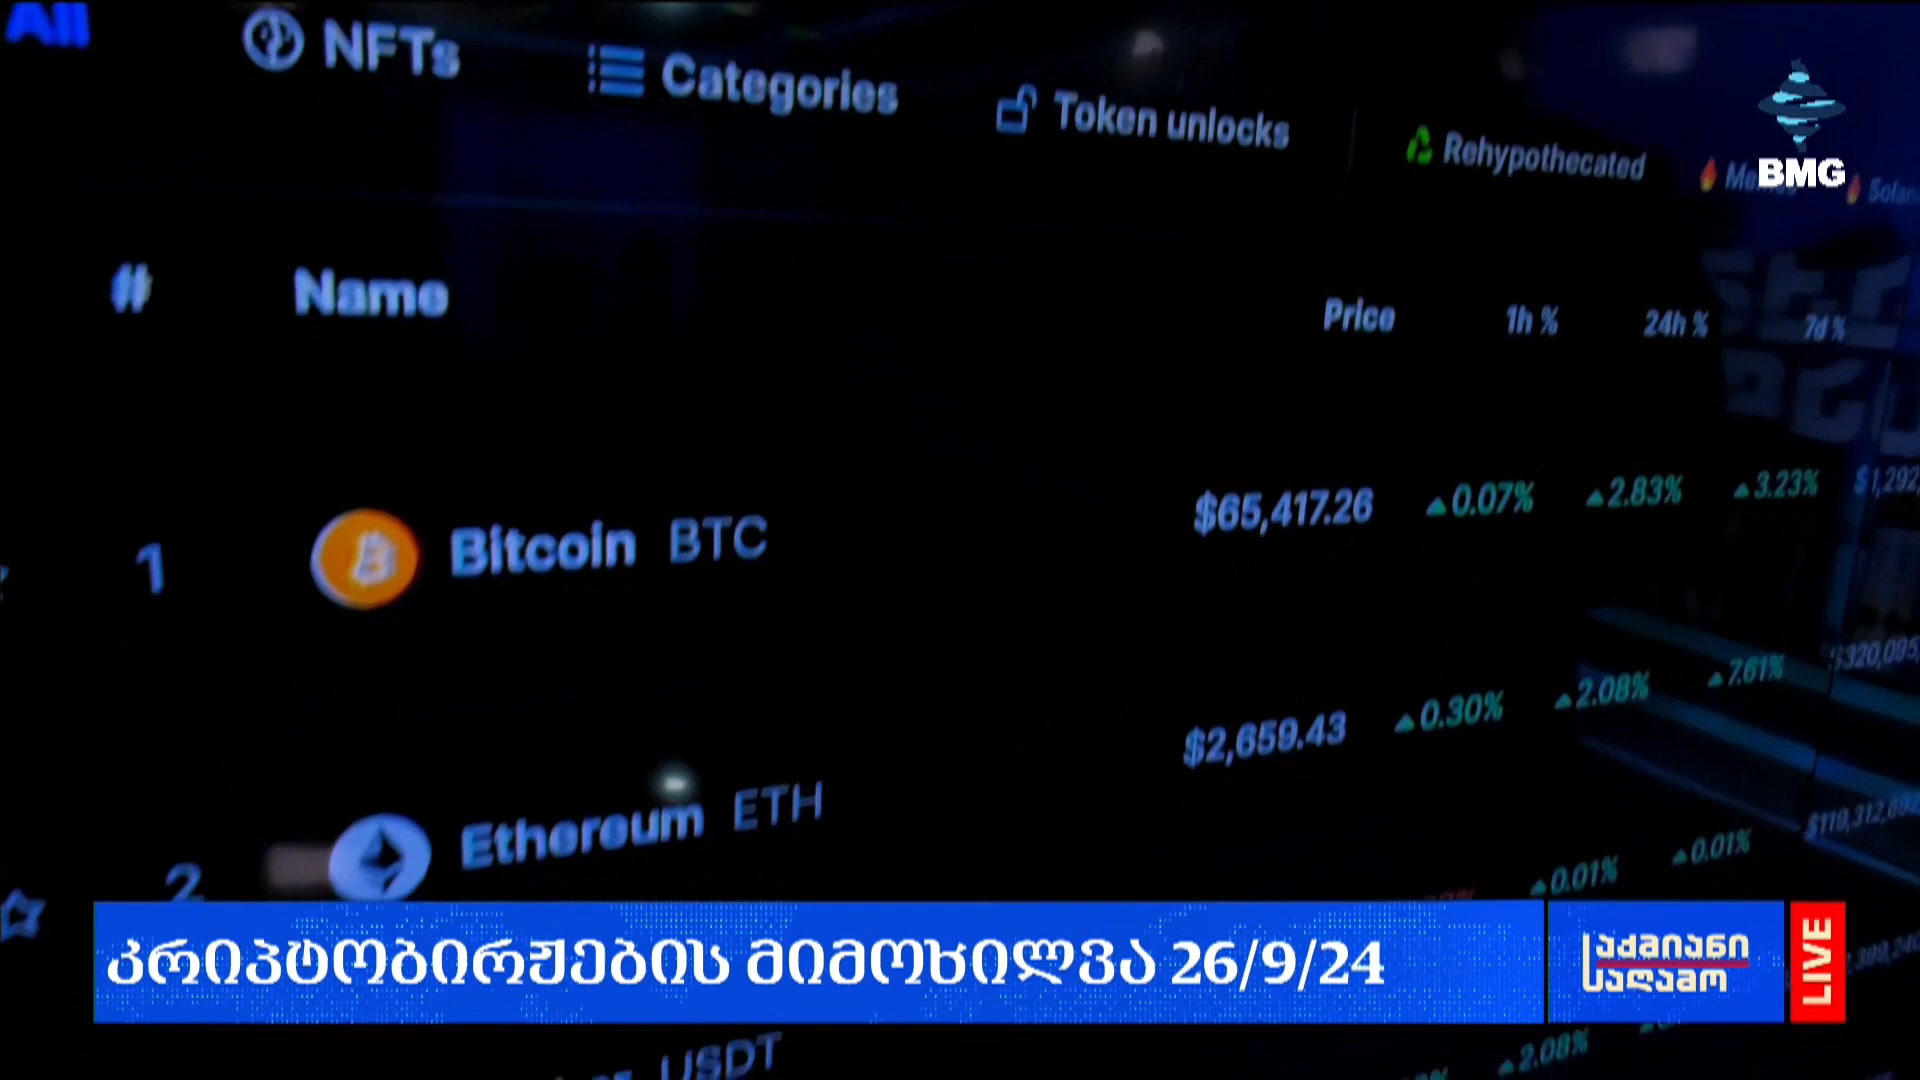 All NFTs Categories Token unlocks Rehypothecated
BMG
# Name Price 1h % 24h % 7d %
1 Bitcoin BTC $65,417.26 ▲0.07% ▲2.83% ▲3.23%
2 Ethereum ETH $2,659.43 ▲0.30% ▲2.08% ▲7.61%
▲0.01% ▲0.01%
USDT ▲2.08%
კრიპტობირჟების მიმოხილვა 26/9/24
საქმიანი
საღამო
LIVE